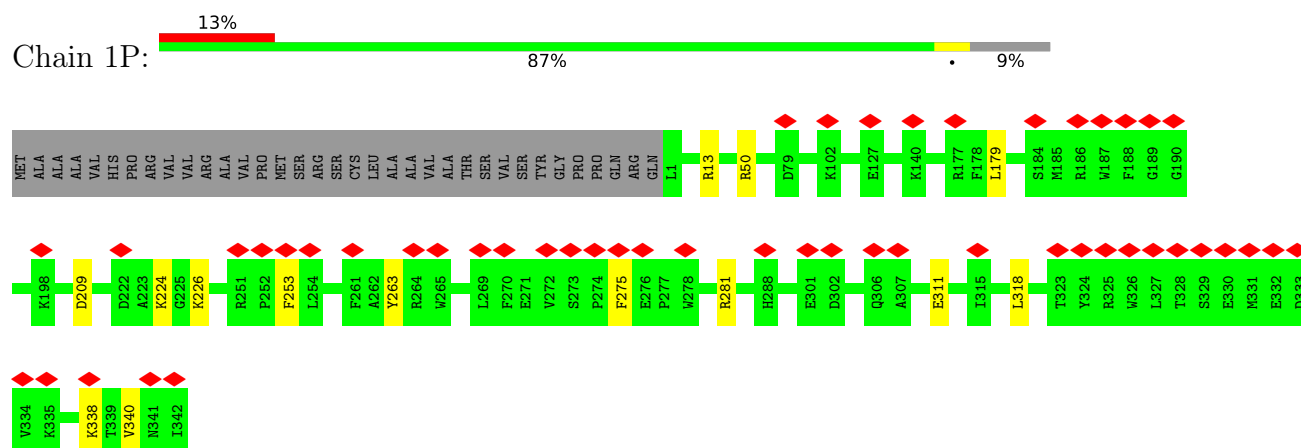 13%
Chain 1P:
87% • 9%
MET ALA ALA ALA VAL HIS PRO ARG VAL VAL ARG ALA VAL PRO MET SER ARG SER SER CYS LEU ALA ALA VAL ALA THR SER VAL SER TYR GLY PRO PRO GLN ARG GLN L1 R13 R50 D79 K102 E127 K140 R177 F178 L179 S184 M185 R186 W187 F188 G189 G190
K198 D209 D222 A223 K224 G225 K226 R251 P252 F253 L254 F261 A262 Y263 R264 W265 L269 F270 E271 V272 S273 P274 F275 E276 P277 W278 R281 H288 E301 D302 Q306 A307 E311 I315 L318 T323 Y324 R325 W326 L327 T328 S329 E330 M331 E332
V334 K335 K338 T339 V340 N341 I342